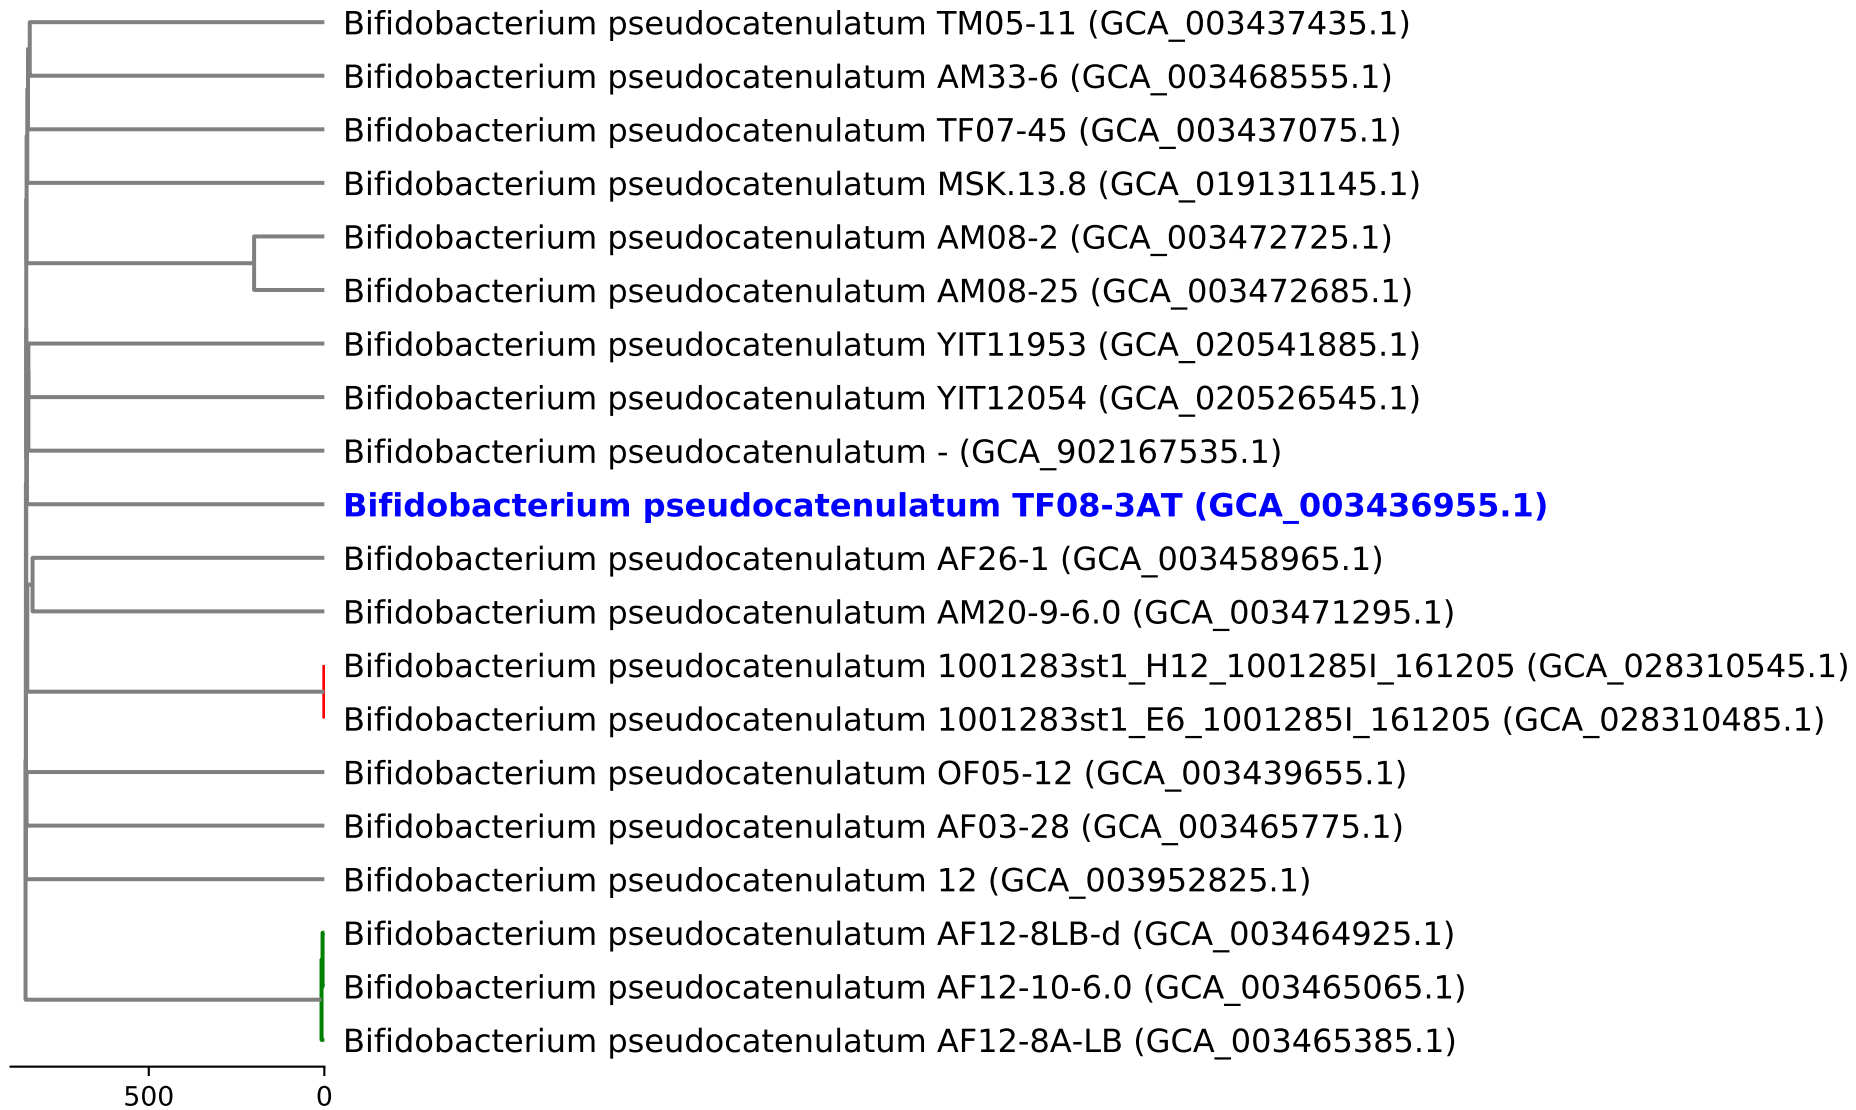 Bifidobacterium pseudocatenulatum TM05-11 (GCA_003437435.1)
Bifidobacterium pseudocatenulatum AM33-6 (GCA_003468555.1)
Bifidobacterium pseudocatenulatum TF07-45 (GCA_003437075.1)
Bifidobacterium pseudocatenulatum MSK.13.8 (GCA_019131145.1)
Bifidobacterium pseudocatenulatum AM08-2 (GCA_003472725.1)
Bifidobacterium pseudocatenulatum AM08-25 (GCA_003472685.1)
Bifidobacterium pseudocatenulatum YIT11953 (GCA_020541885.1)
Bifidobacterium pseudocatenulatum YIT12054 (GCA_020526545.1)
Bifidobacterium pseudocatenulatum - (GCA_902167535.1)
Bifidobacterium pseudocatenulatum TF08-3AT (GCA_003436955.1)
Bifidobacterium pseudocatenulatum AF26-1 (GCA_003458965.1)
Bifidobacterium pseudocatenulatum AM20-9-6.0 (GCA_003471295.1)
Bifidobacterium pseudocatenulatum 1001283st1_H12_1001285I_161205 (GCA_028310545.1)
Bifidobacterium pseudocatenulatum 1001283st1_E6_1001285I_161205 (GCA_028310485.1)
Bifidobacterium pseudocatenulatum OF05-12 (GCA_003439655.1)
Bifidobacterium pseudocatenulatum AF03-28 (GCA_003465775.1)
Bifidobacterium pseudocatenulatum 12 (GCA_003952825.1)
Bifidobacterium pseudocatenulatum AF12-8LB-d (GCA_003464925.1)
Bifidobacterium pseudocatenulatum AF12-10-6.0 (GCA_003465065.1)
Bifidobacterium pseudocatenulatum AF12-8A-LB (GCA_003465385.1)
500 0